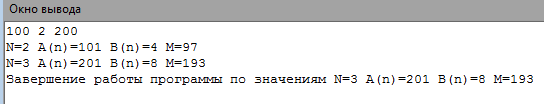 Окно вывода
100 2 200
N=2 A(n)=101 B(n)=4 M=97
N=3 A(n)=201 B(n)=8 M=193
Завершение работы программы по значениям N=3 A(n)=201 B(n)=8 M=193